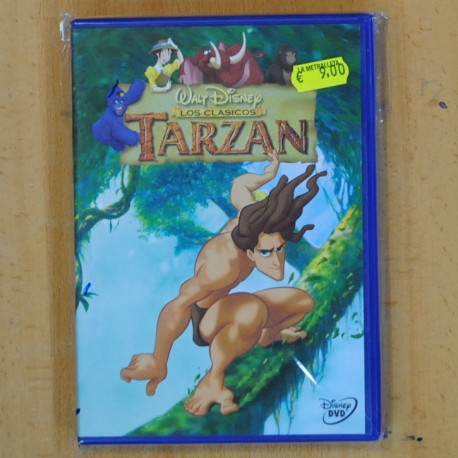 LA METRALLETA
€ 9,00
WALT DISNEY
LOS CLASICOS
TARZAN
DISNEY
DVD